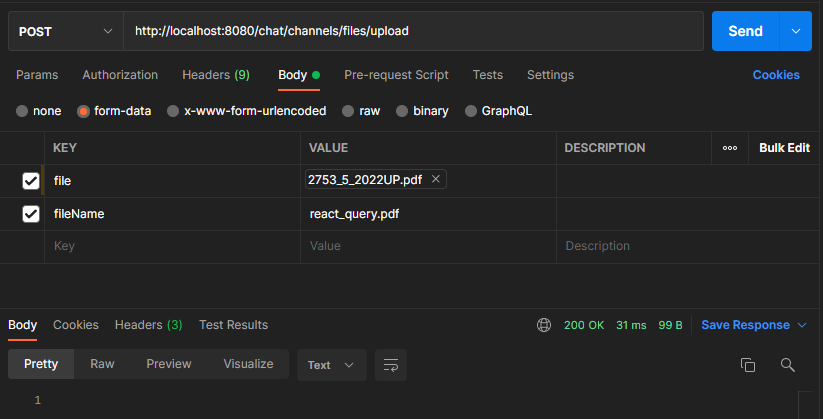 POST http://localhost:8080/chat/channels/files/upload Send
Params Authorization Headers (9) Body Pre-request Script Tests Settings Cookies
none form-data x-www-form-urlencoded raw binary GraphQL
KEY VALUE DESCRIPTION Bulk Edit
file 2753_5_2022UP.pdf
fileName react_query.pdf
Key Value Description
Body Cookies Headers (3) Test Results 200 OK 31 ms 99 B Save Response
Pretty Raw Preview Visualize Text
1